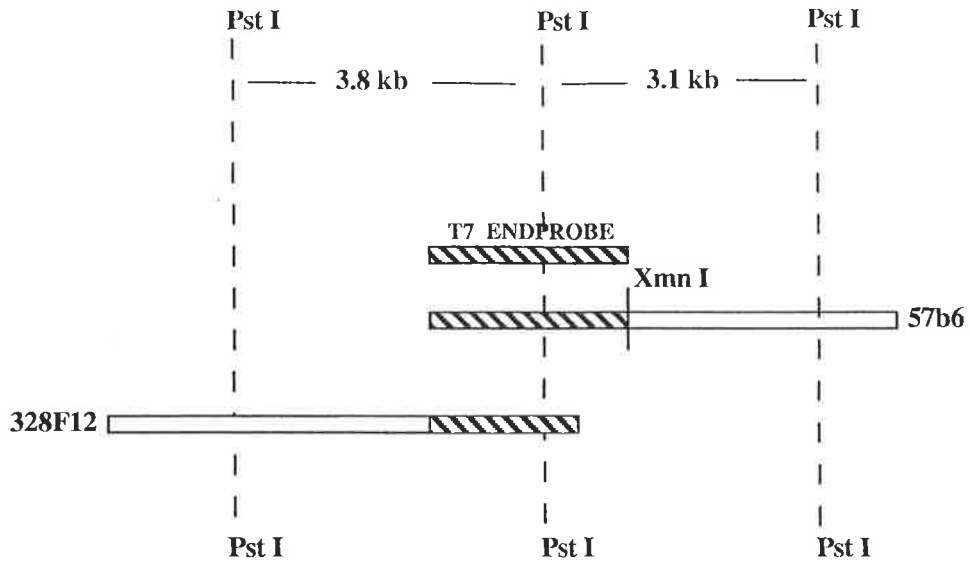 Pst I Pst I Pst I
3.8 kb 3.1 kb
T7 ENDPROBE
Xmn I
57b6
328F12
Pst I Pst I Pst I